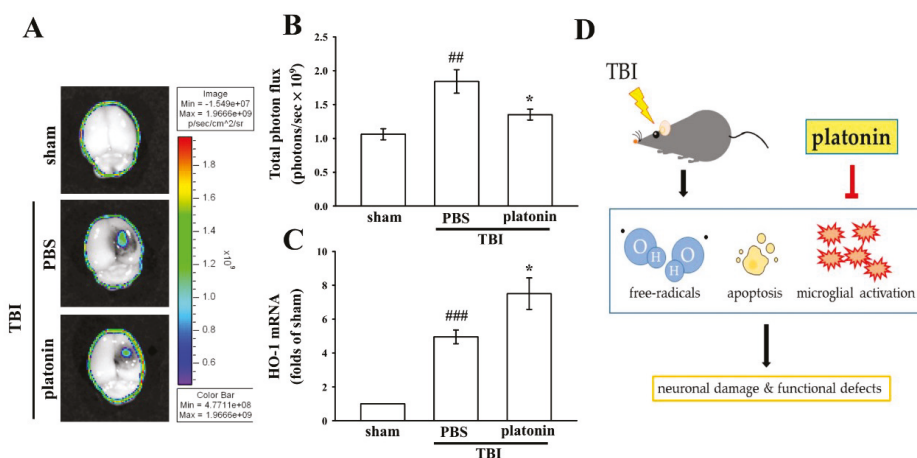 A
Image
Min = -1.549e+07
Max = 1.9666e+09
p/sec/cm^2/sr
1.8
1.6
1.4
1.2
1.0
0.8
0.6
x10^9
Color Bar
Min = 4.7711e+08
Max = 1.9666e+09
sham
PBS
platonin
TBI
B
Total photon flux
(photons/sec × 10⁹)
2.5
2.0
1.5
1.0
0.5
0.0
##
*
sham PBS platonin
TBI
C
HO-1 mRNA
(folds of sham)
10
8
6
4
2
0
###
*
sham PBS platonin
TBI
D
TBI
platonin
O H H O
free-radicals apoptosis microglial activation
neuronal damage & functional defects